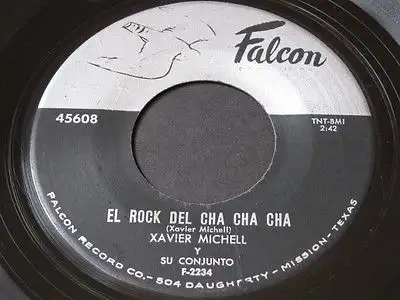 Falcon
45608
TNT-BMI
2:42
EL ROCK DEL CHA CHA CHA
(Xavier Michell)
XAVIER MICHELL
Y
SU CONJUNTO
F-2234
FALCON RECORD CO.-504 DAUGHERTY-MISSION-TEXAS